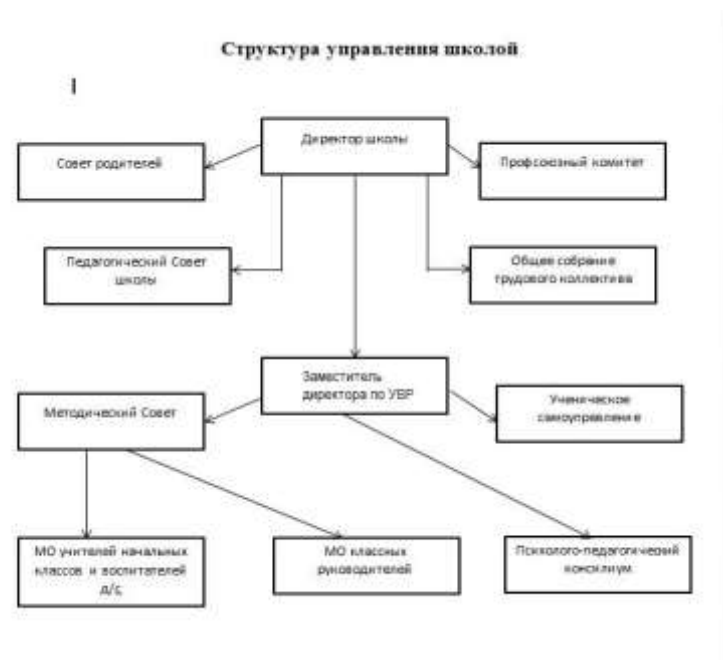 Структура управления школой
Директор школы
Совет родителей
Профсоюзный комитет
Педагогический Совет
школы
Общее собрание
трудового коллектива
Заместитель
директора по УВР
Методический Совет
Ученическое
самоуправление
МО учителей начальных
классов и воспитателей
д/с
МО классных
руководителей
Психолого-педагогический
консилиум